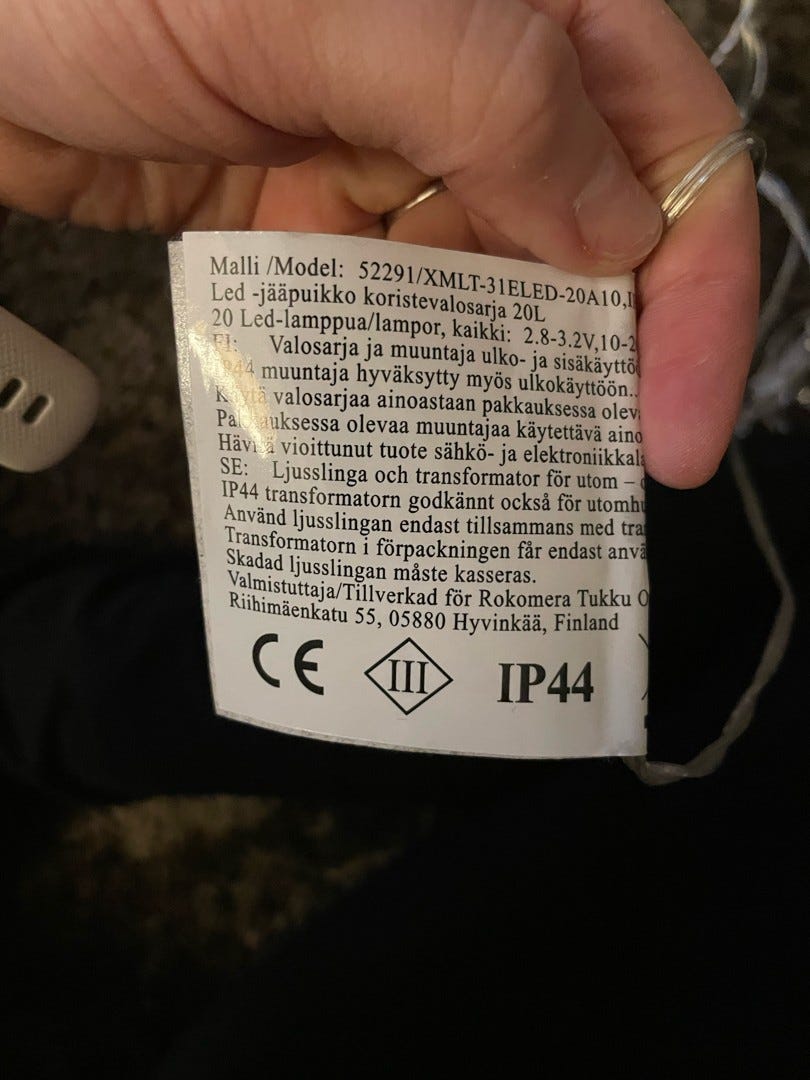 Malli /Model: 52291/XMLT-31ELED-20A10,
Led -jääpuikko koristevalosarja 20L
20 Led-lamppua/lampor, kaikki: 2.8-3.2V,10-2
FI: Valosarja ja muuntaja ulko- ja sisäkäyttö
IP44 muuntaja hyväksytty myös ulkokäyttöön..
Käytä valosarjaa ainoastaan pakkauksessa olev
Pakkauksessa olevaa muuntajaa käytettävä aino
Hävitä vioittunut tuote sähkö- ja elektroniikkala
SE: Ljusslinga och transformator för utom –
IP44 transformatorn godkännt också för utomhu
Använd ljusslingan endast tillsammans med tra
Transformatorn i förpackningen får endast anvä
Skadad ljusslingan måste kasseras.
Valmistuttaja/Tillverkad för Rokomera Tukku O
Riihimäenkatu 55, 05880 Hyvinkää, Finland
CE III IP44